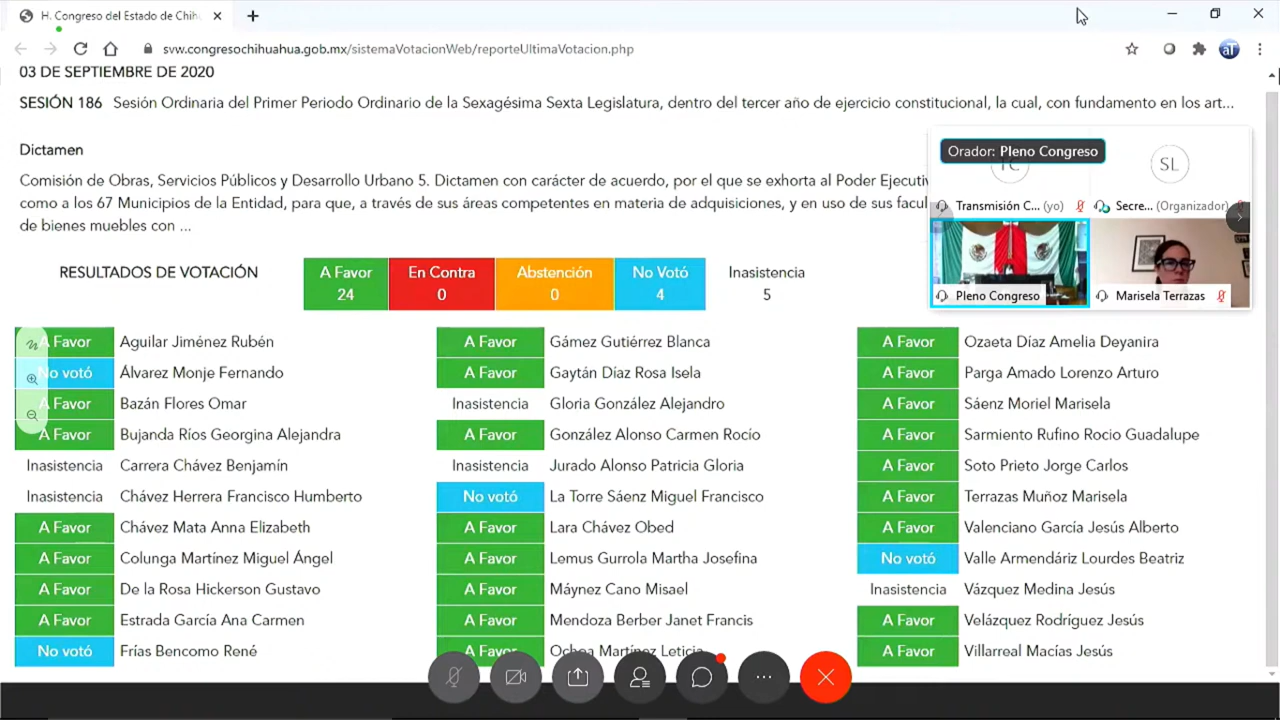 H. Congreso del Estado de Chih
svw.congresochihuahua.gob.mx/sistemaVotacionWeb/reporteUltimaVotacion.php
aT
03 DE SEPTIEMBRE DE 2020
SESIÓN 186 Sesión Ordinaria del Primer Periodo Ordinario de la Sexagésima Sexta Legislatura, dentro del tercer año de ejercicio constitucional, la cual, con fundamento en los art...
Dictamen
Comisión de Obras, Servicios Públicos y Desarrollo Urbano 5. Dictamen con carácter de acuerdo, por el que se exhorta al Poder Ejecutiv
como a los 67 Municipios de la Entidad, para que, a través de sus áreas competentes en materia de adquisiciones, y en uso de sus facul
de bienes muebles con ...
Orador: Pleno Congreso
TC
SL
Transmisión C... (yo)
Secre... (Organizador)
Pleno Congreso
Marisela Terrazas
RESULTADOS DE VOTACIÓN
A Favor 24
En Contra 0
Abstención 0
No Votó 4
Inasistencia 5
A Favor Aguilar Jiménez Rubén
No votó Álvarez Monje Fernando
A Favor Bazán Flores Omar
A Favor Bujanda Ríos Georgina Alejandra
Inasistencia Carrera Chávez Benjamín
Inasistencia Chávez Herrera Francisco Humberto
A Favor Chávez Mata Anna Elizabeth
A Favor Colunga Martínez Miguel Ángel
A Favor De la Rosa Hickerson Gustavo
A Favor Estrada García Ana Carmen
No votó Frías Bencomo René
A Favor Gámez Gutiérrez Blanca
A Favor Gaytán Díaz Rosa Isela
Inasistencia Gloria González Alejandro
A Favor González Alonso Carmen Rocío
Inasistencia Jurado Alonso Patricia Gloria
No votó La Torre Sáenz Miguel Francisco
A Favor Lara Chávez Obed
A Favor Lemus Gurrola Martha Josefina
A Favor Máynez Cano Misael
A Favor Mendoza Berber Janet Francis
A Favor Ochoa Martínez Leticia
A Favor Ozaeta Díaz Amelia Deyanira
A Favor Parga Amado Lorenzo Arturo
A Favor Sáenz Moriel Marisela
A Favor Sarmiento Rufino Rocio Guadalupe
A Favor Soto Prieto Jorge Carlos
A Favor Terrazas Muñoz Marisela
A Favor Valenciano García Jesús Alberto
No votó Valle Armendáriz Lourdes Beatriz
Inasistencia Vázquez Medina Jesús
A Favor Velázquez Rodríguez Jesús
A Favor Villarreal Macías Jesús